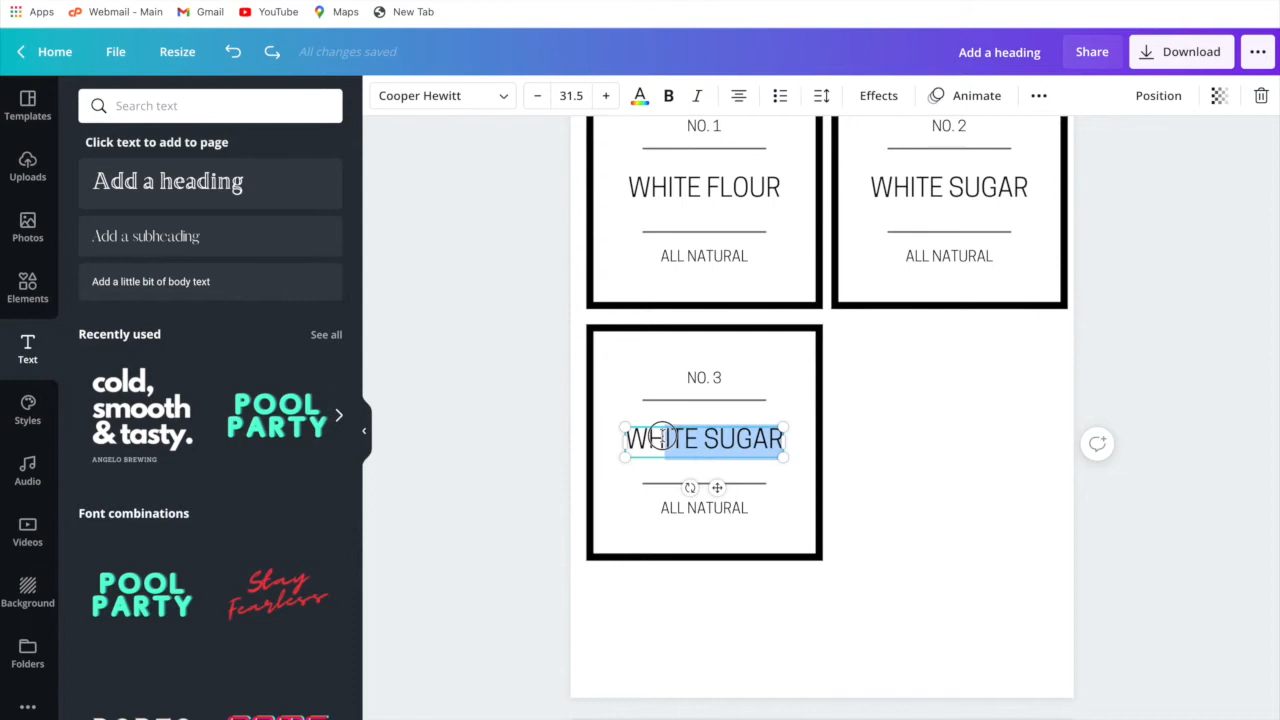 Apps Webmail - Main Gmail YouTube Maps New Tab
Home File Resize All changes saved Add a heading Share Download
Templates
Uploads
Photos
Elements
Text
Styles
Audio
Videos
Background
Folders
Search text
Click text to add to page
Add a heading
Add a subheading
Add a little bit of body text
Recently used See all
cold,
smooth
& tasty.
ANGELO BREWING
POOL
PARTY
Font combinations
POOL
PARTY
Stay
Fearless
Cooper Hewitt 31.5 A B I Effects Animate Position
NO. 1
WHITE FLOUR
ALL NATURAL
NO. 2
WHITE SUGAR
ALL NATURAL
NO. 3
WHITE SUGAR
ALL NATURAL